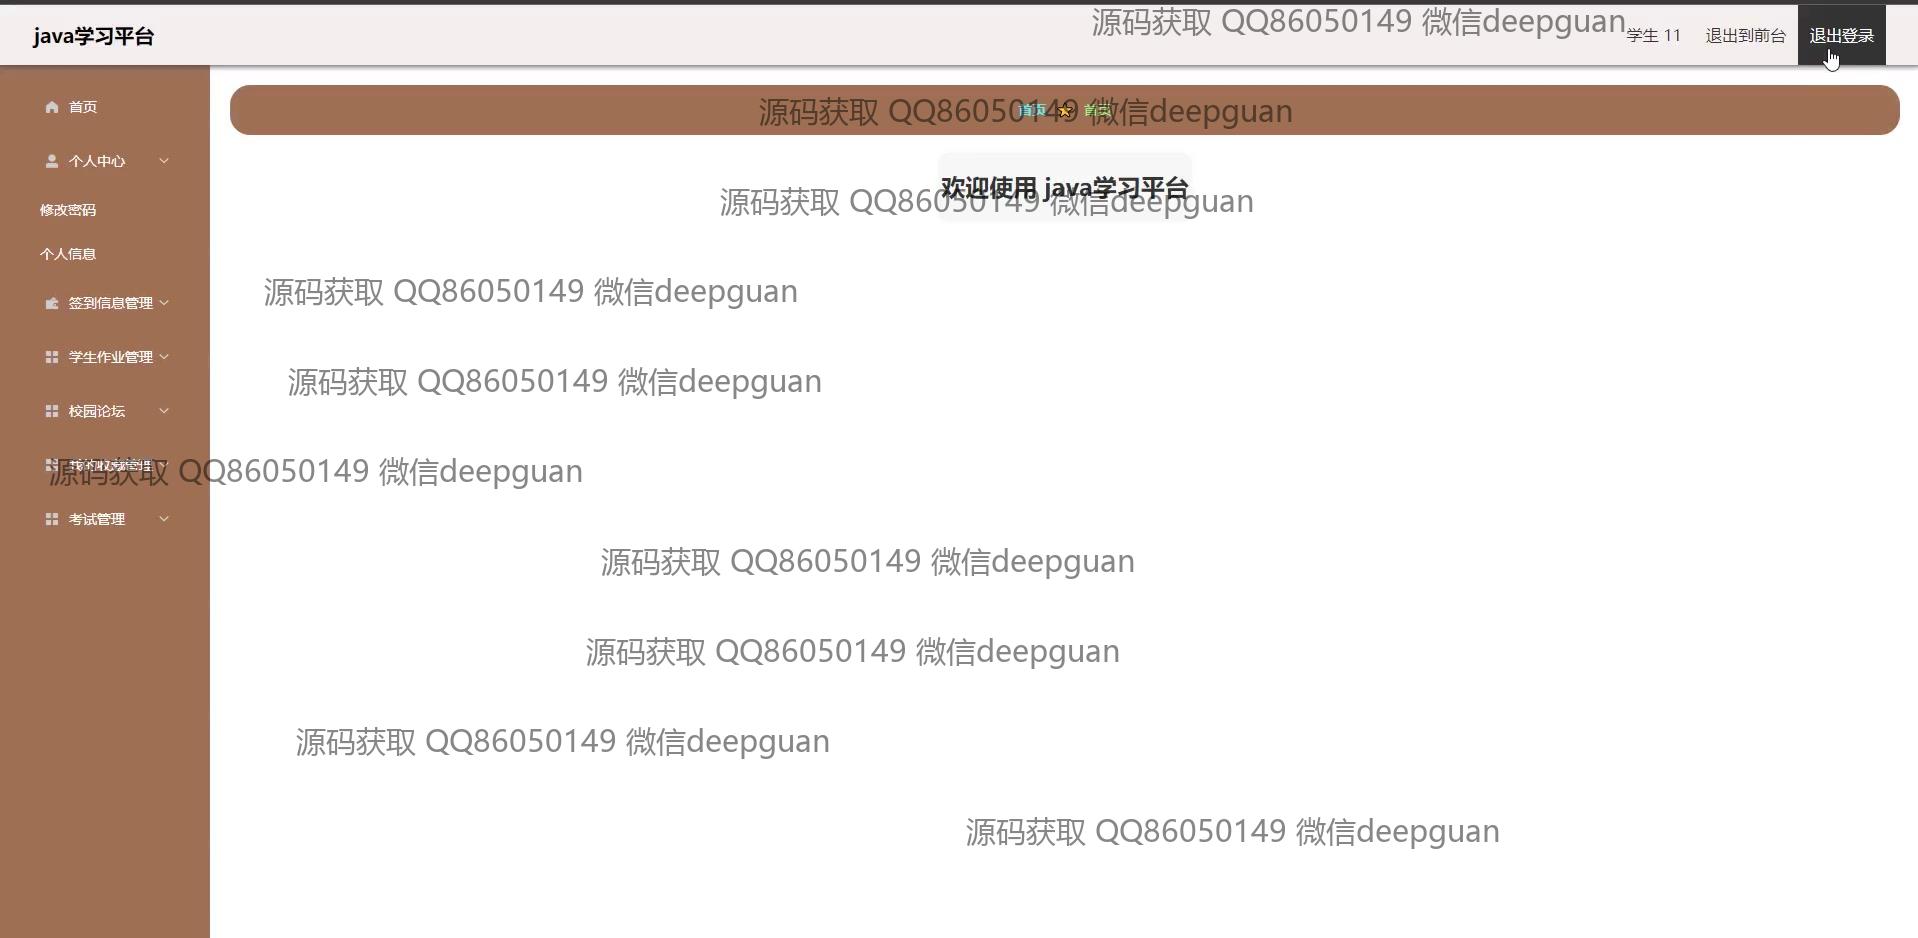 java学习平台
源码获取 QQ86050149 微信deepguan
学生 11
退出到前台
退出登录
首页
首页
首页
源码获取 QQ86050149 微信deepguan
个人中心
欢迎使用 java学习平台
源码获取 QQ86050149 微信deepguan
修改密码
个人信息
源码获取 QQ86050149 微信deepguan
签到信息管理
学生作业管理
源码获取 QQ86050149 微信deepguan
校园论坛
我的收藏管理
源码获取 QQ86050149 微信deepguan
考试管理
源码获取 QQ86050149 微信deepguan
源码获取 QQ86050149 微信deepguan
源码获取 QQ86050149 微信deepguan
源码获取 QQ86050149 微信deepguan